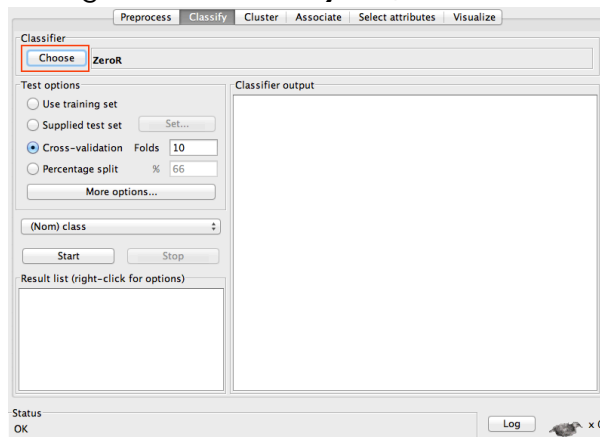 Preprocess Classify Cluster Associate Select attributes Visualize
Classifier
Choose ZeroR
Test options
Use training set
Supplied test set Set...
Cross-validation Folds 10
Percentage split % 66
More options...
(Nom) class
Start Stop
Result list (right-click for options)
Classifier output
Status
OK
Log x 0